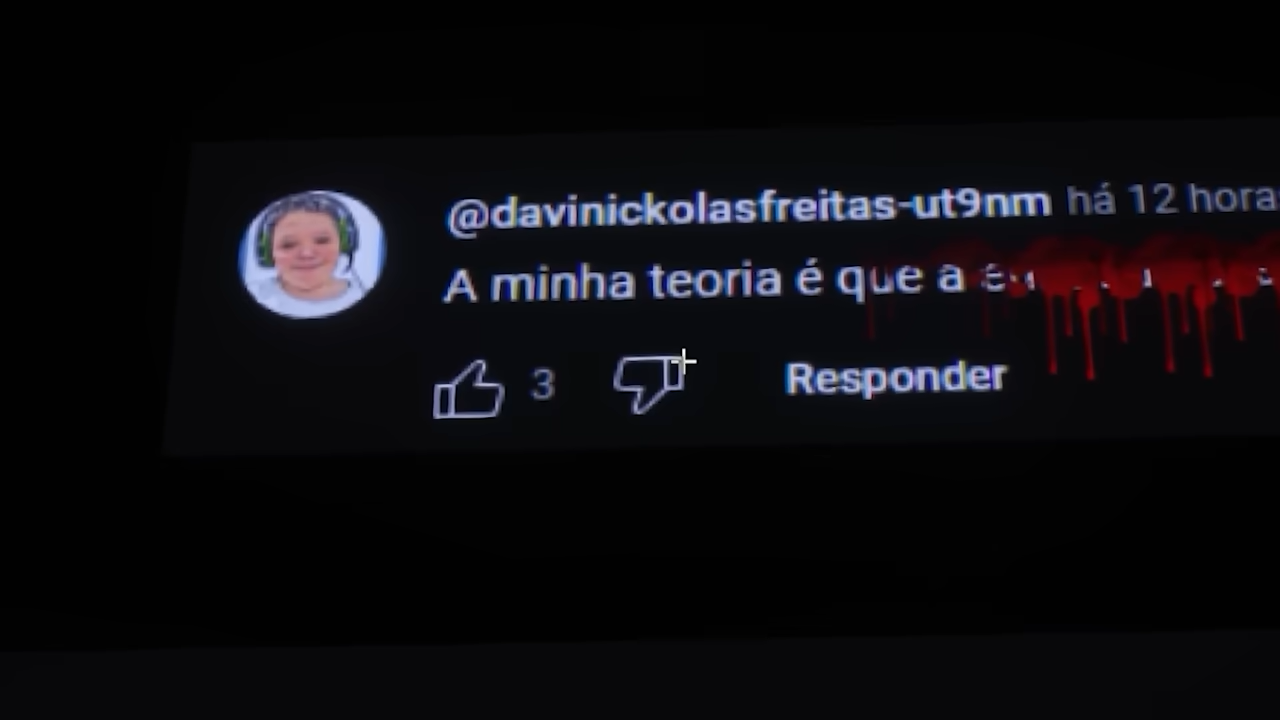 @davinickolasfreitas-ut9nm há 12 hora
A minha teoria é que a
3
Responder